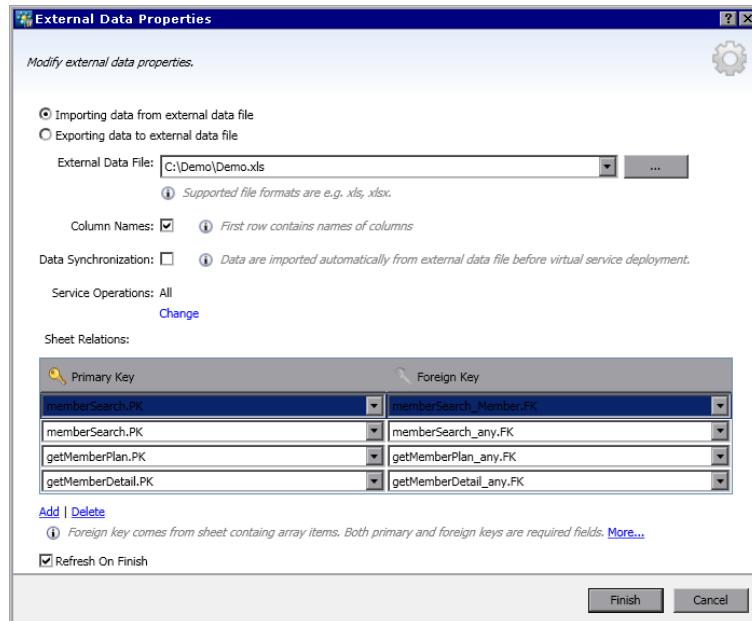 External Data Properties
Modify external data properties.
Importing data from external data file
Exporting data to external data file
External Data File: C:\Demo\Demo.xls ...
Supported file formats are e.g. xls, xlsx.
Column Names: First row contains names of columns
Data Synchronization: Data are imported automatically from external data file before virtual service deployment.
Service Operations: All
Change
Sheet Relations:
Primary Key Foreign Key
memberSearch.PK memberSearch_Member.FK
memberSearch.PK memberSearch_any.FK
getMemberPlan.PK getMemberPlan_any.FK
getMemberDetail.PK getMemberDetail_any.FK
Add | Delete
Foreign key comes from sheet containg array items. Both primary and foreign keys are required fields. More...
Refresh On Finish
Finish Cancel